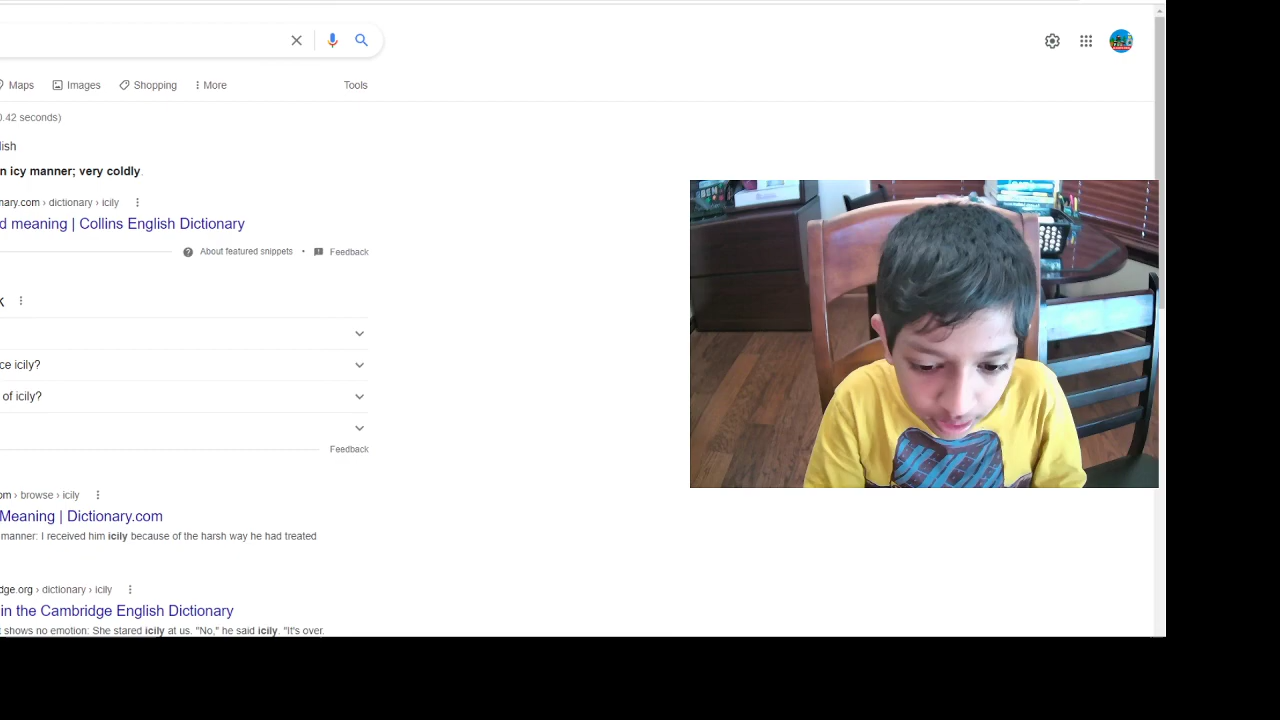 Maps Images Shopping More Tools
0.42 seconds)
lish
n icy manner; very coldly.
nary.com › dictionary › icily
d meaning | Collins English Dictionary
About featured snippets • Feedback
k
ce icily?
of icily?
Feedback
om › browse › icily
Meaning | Dictionary.com
manner: I received him icily because of the harsh way he had treated
dge.org › dictionary › icily
in the Cambridge English Dictionary
t shows no emotion: She stared icily at us. "No," he said icily. "It's over.